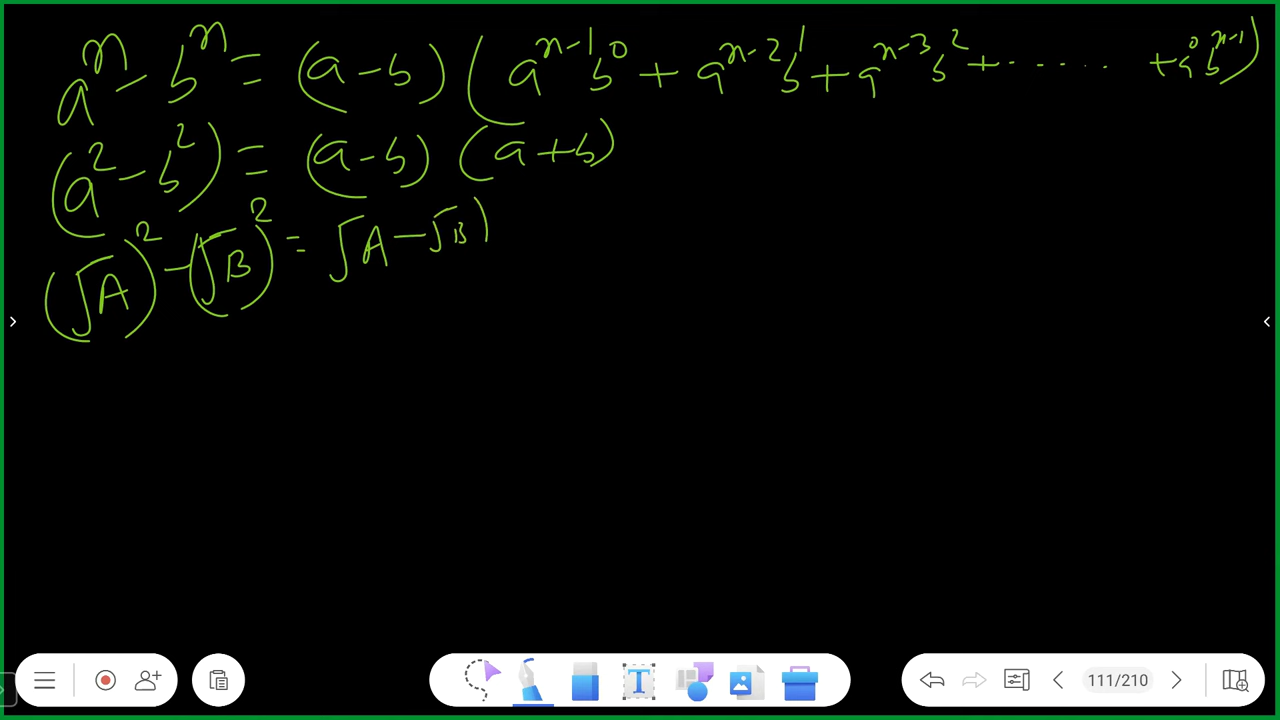 aⁿ - bⁿ = (a - b) (aⁿ⁻¹b⁰ + aⁿ⁻²b¹ + aⁿ⁻³b² + ...... + a⁰bⁿ⁻¹)
(a² - b²) = (a - b) (a + b)
(√A)² - (√B)² = √A - √B)
111/210